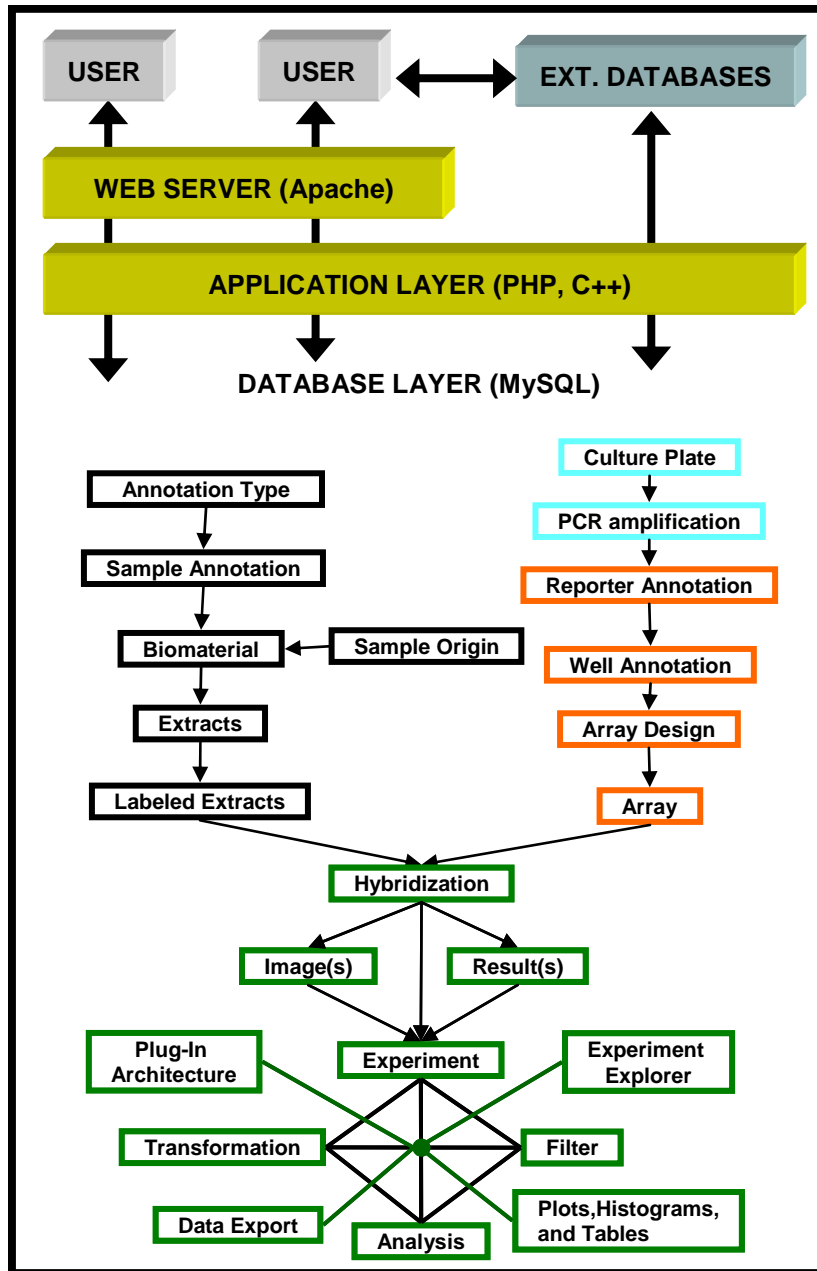 USER
USER
EXT. DATABASES
WEB SERVER (Apache)
APPLICATION LAYER (PHP, C++)
DATABASE LAYER (MySQL)
Annotation Type
Sample Annotation
Biomaterial
Sample Origin
Extracts
Labeled Extracts
Culture Plate
PCR amplification
Reporter Annotation
Well Annotation
Array Design
Array
Hybridization
Image(s)
Result(s)
Experiment
Plug-In
Architecture
Experiment
Explorer
Transformation
Filter
Data Export
Analysis
Plots,Histograms,
and Tables